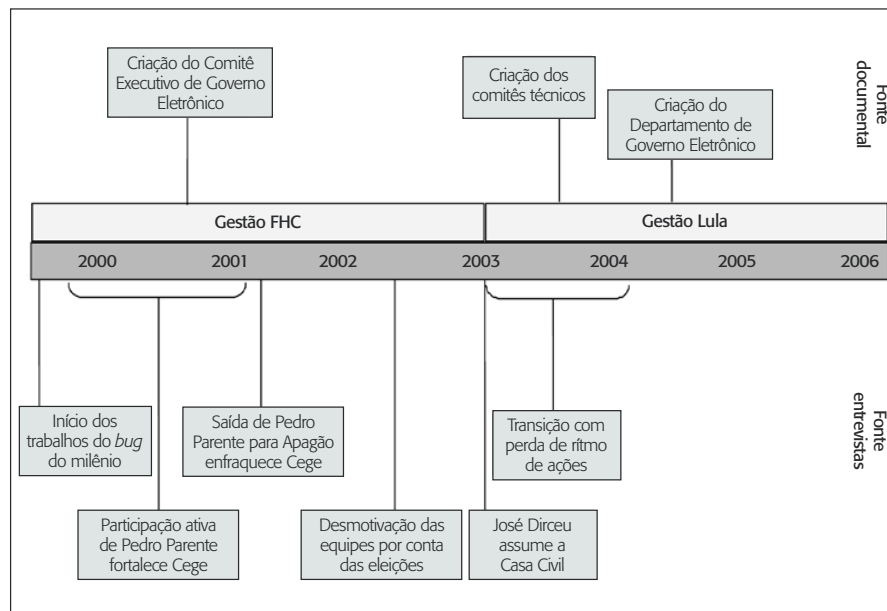 Criação do Comitê
Executivo de Governo
Eletrônico
Criação dos
comitês técnicos
Criação do
Departamento de
Governo Eletrônico
Fonte
documental
Gestão FHC
Gestão Lula
2000
2001
2002
2003
2004
2005
2006
Início dos
trabalhos do bug
do milênio
Saída de Pedro
Parente para Apagão
enfraquece Cege
Transição com
perda de rítmo
de ações
Fonte
entrevistas
Participação ativa
de Pedro Parente
fortalece Cege
Desmotivação das
equipes por conta
das eleições
José Dirceu
assume a
Casa Civil